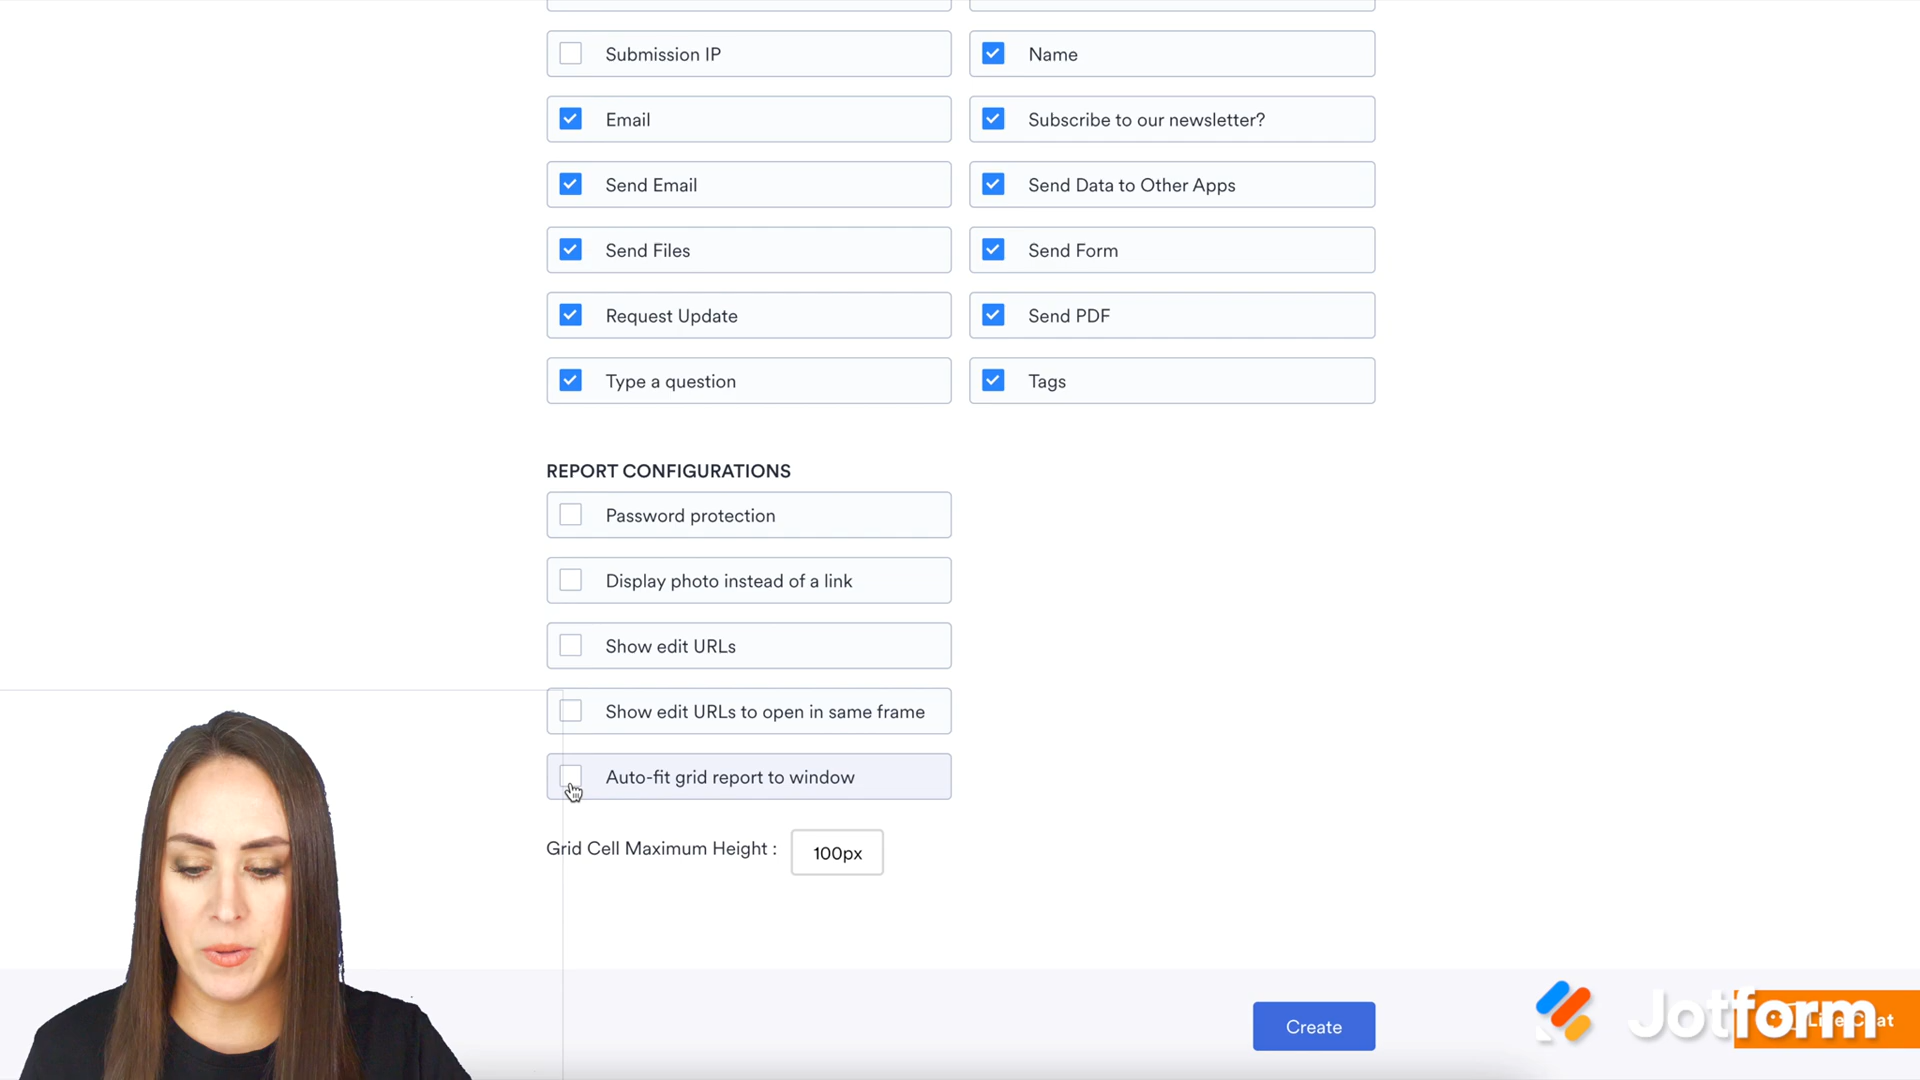 Submission IP
Name
Email
Subscribe to our newsletter?
Send Email
Send Data to Other Apps
Send Files
Send Form
Request Update
Send PDF
Type a question
Tags
REPORT CONFIGURATIONS
Password protection
Display photo instead of a link
Show edit URLs
Show edit URLs to open in same frame
Auto-fit grid report to window
Grid Cell Maximum Height :
100px
Create
Jotform